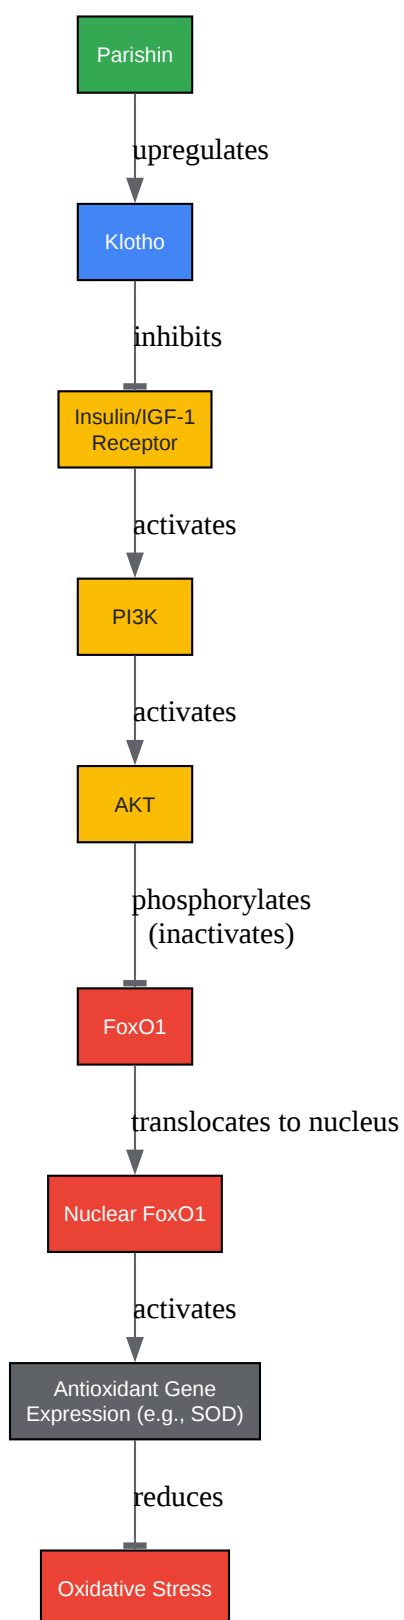 Parishin
upregulates
Klotho
inhibits
Insulin/IGF-1
Receptor
activates
PI3K
activates
AKT
phosphorylates
(inactivates)
FoxO1
translocates to nucleus
Nuclear FoxO1
activates
Antioxidant Gene
Expression (e.g., SOD)
reduces
Oxidative Stress